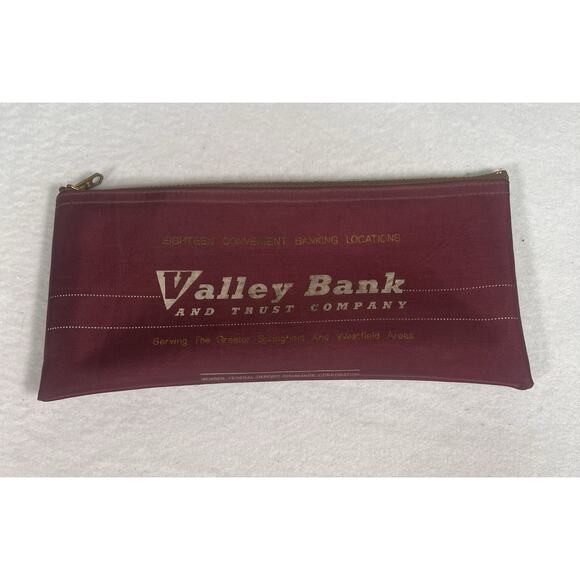 EIGHTEEN CONVENIENT BANKING LOCATIONS
Valley Bank
AND TRUST COMPANY
Serving The Greater Springfield And Westfield Areas
MEMBER FEDERAL DEPOSIT INSURANCE CORPORATION